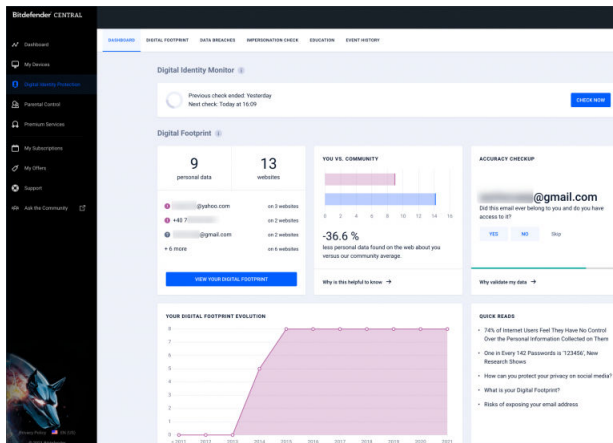 Bitdefender CENTRAL
Dashboard
My Devices
Digital Identity Protection
Parental Control
Premium Services
My Subscriptions
My Offers
Support
Ask the Community
Privacy Policy
DASHBOARD DIGITAL FOOTPRINT DATA BREACHES IMPERSONATION CHECK EDUCATION EVENT HISTORY
Digital Identity Monitor
Previous check ended: Yesterday
Next check: Today at 16:09
CHECK NOW
Digital Footprint
9 13
personal data websites
@yahoo.com on 3 websites
+40 7 on 2 websites
@gmail.com on 2 websites
+ 6 more on 6 websites
VIEW YOUR DIGITAL FOOTPRINT
YOU VS. COMMUNITY
0 2 4 6 8 10 12 14 16
-36.6 %
less personal data found on the web about you
versus our community average.
Why is this helpful to know →
ACCURACY CHECKUP
@gmail.com
Did this email ever belong to you and do you have
access to it?
YES NO Skip
Why validate my data →
YOUR DIGITAL FOOTPRINT EVOLUTION
8
7
6
5
4
3
2
1
0
< 2011 2012 2013 2014 2015 2016 2017 2018 2019 2020 2021
QUICK READS
• 74% of Internet Users Feel They Have No Control
Over the Personal Information Collected on Them
• One in Every 142 Passwords is '123456', New
Research Shows
• How can you protect your privacy on social media?
• What is your Digital Footprint?
• Risks of exposing your email address